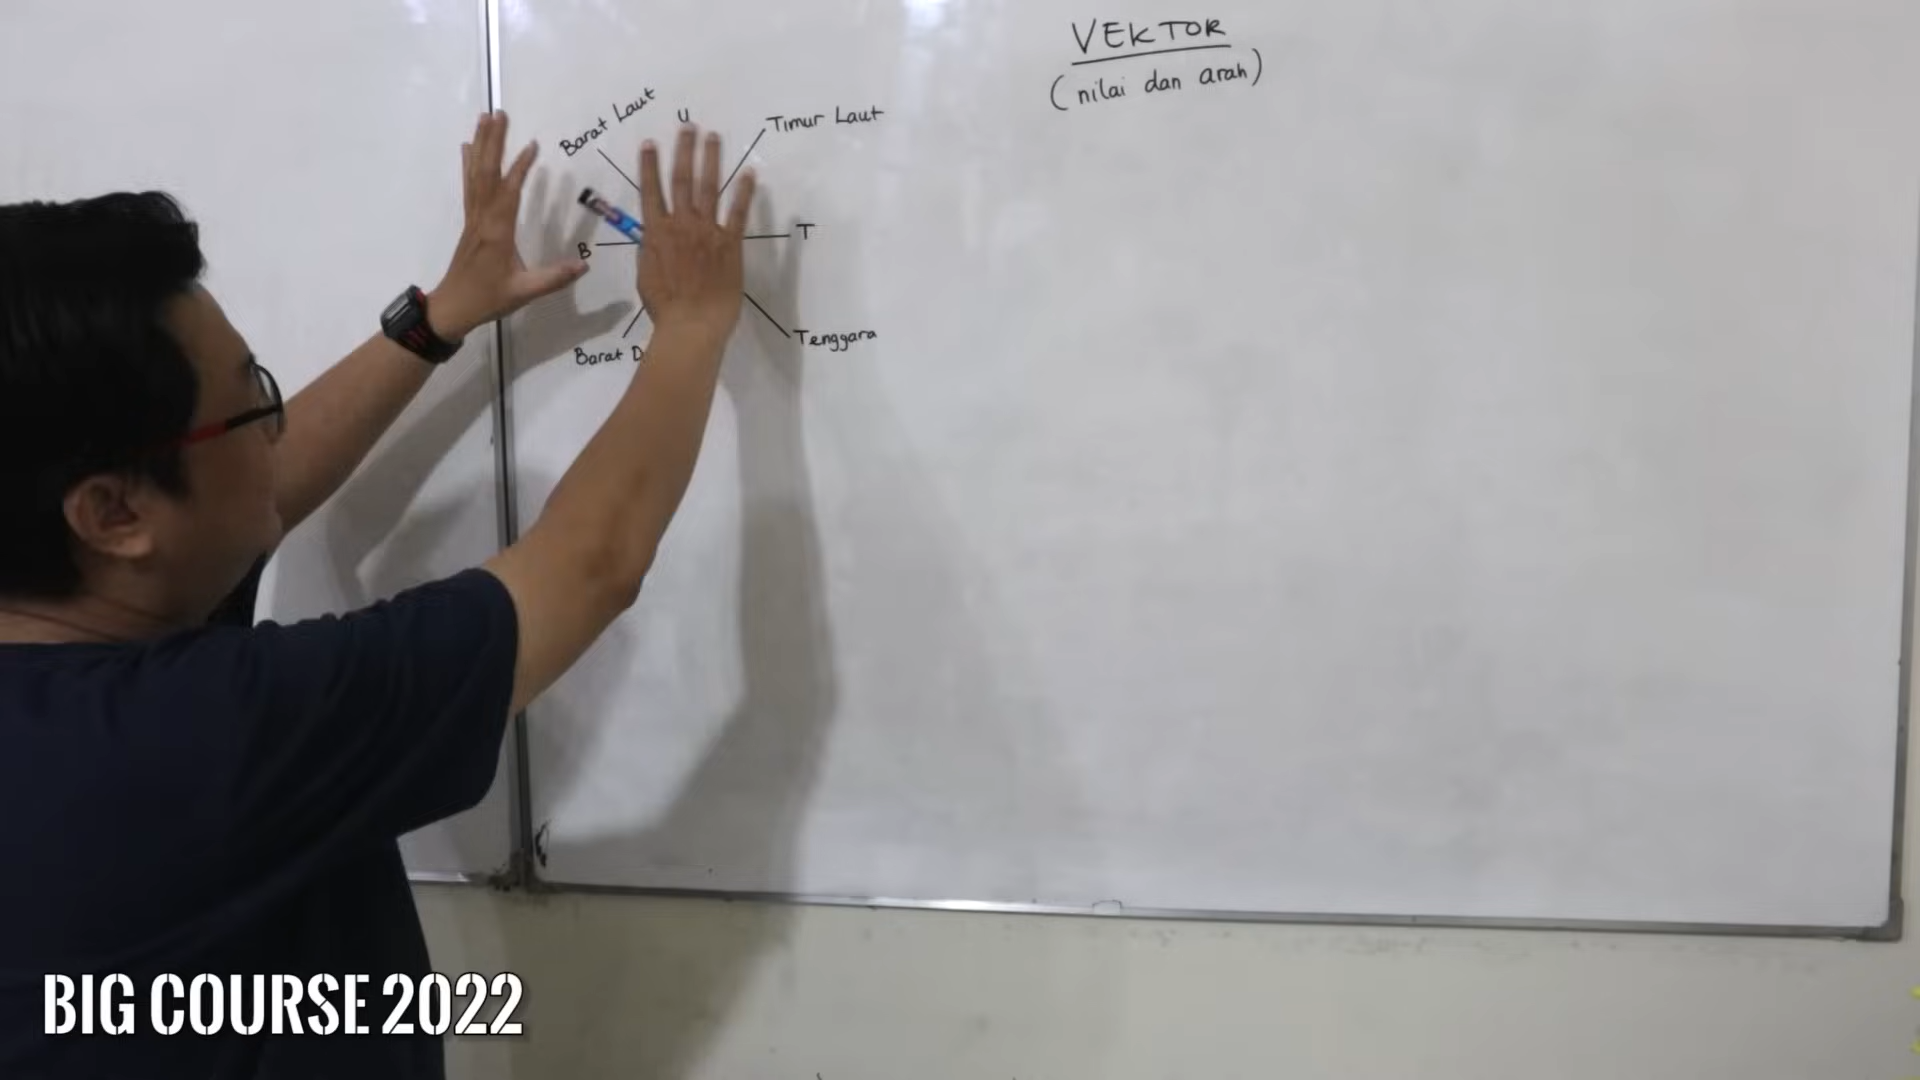 VEKTOR
(nilai dan arah)
Barat Laut
U
Timur Laut
B
T
Barat D
Tenggara
BIG COURSE 2022